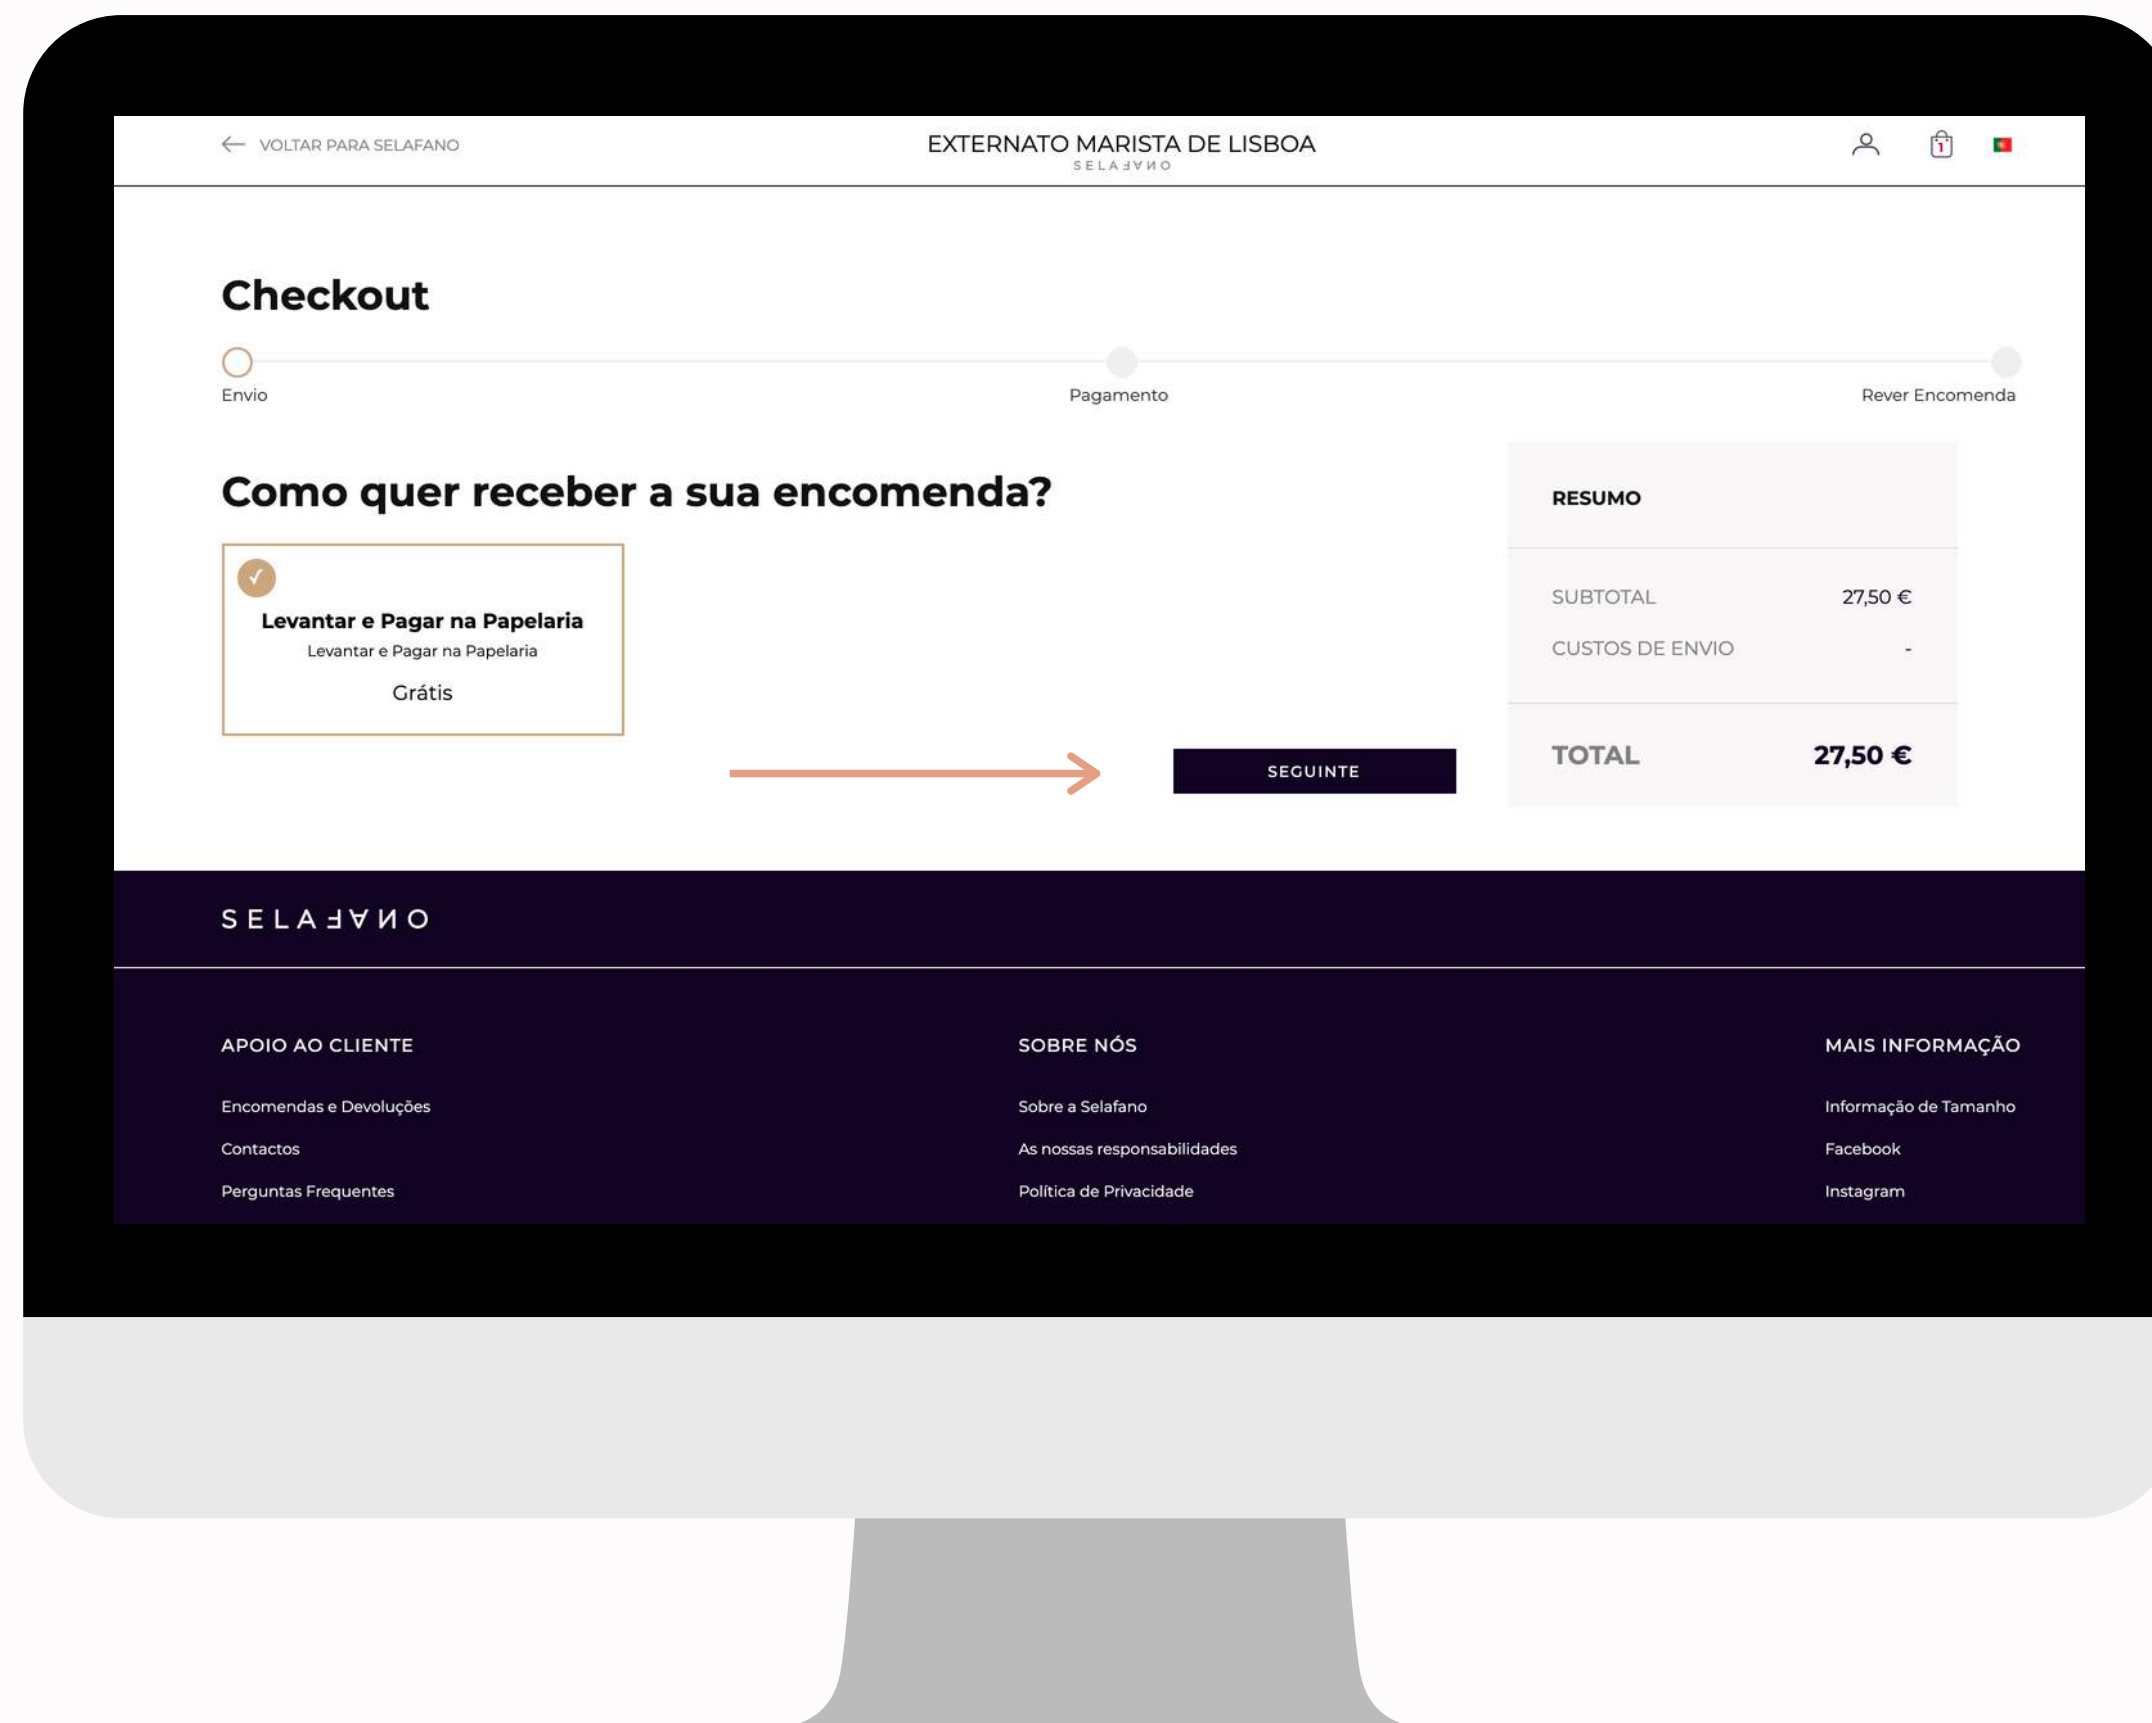 VOLTAR PARA SELAFANO
EXTERNATO MARISTA DE LISBOA
SELAFANO
1
Checkout
Envio
Pagamento
Rever Encomenda
Como quer receber a sua encomenda?
Levantar e Pagar na Papelaria
Levantar e Pagar na Papelaria
Grátis
SEGUINTE
RESUMO
SUBTOTAL 27,50 €
CUSTOS DE ENVIO -
TOTAL 27,50 €
SELAFANO
APOIO AO CLIENTE
Encomendas e Devoluções
Contactos
Perguntas Frequentes
SOBRE NÓS
Sobre a Selafano
As nossas responsabilidades
Política de Privacidade
MAIS INFORMAÇÃO
Informação de Tamanho
Facebook
Instagram